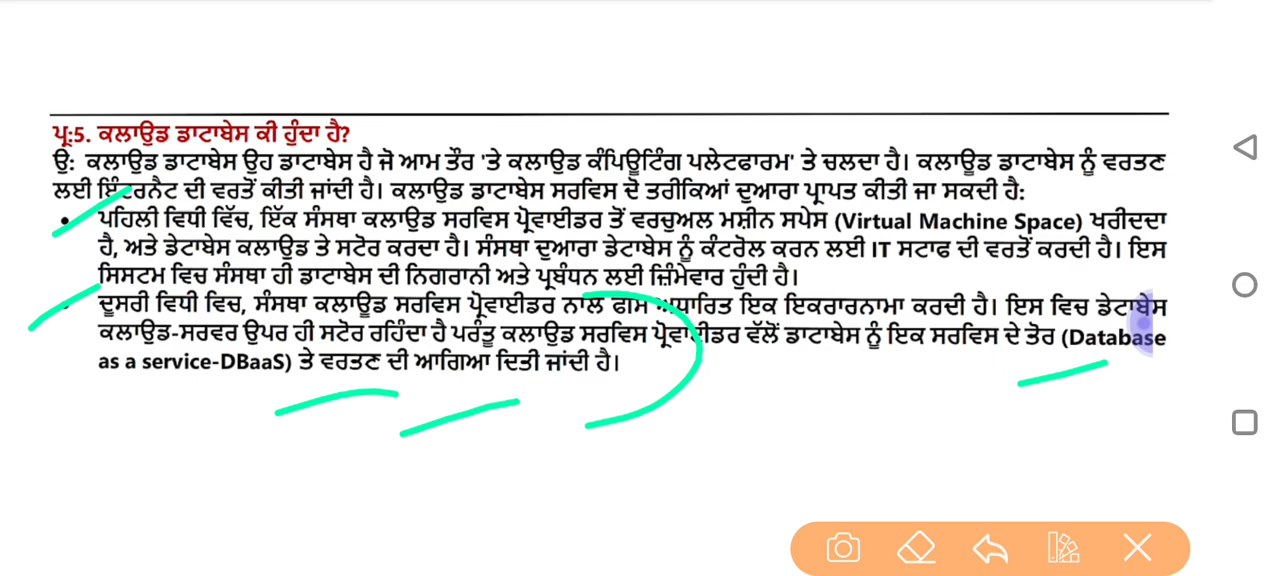 ਪ੍ਰ:5. ਕਲਾਉਡ ਡਾਟਾਬੇਸ ਕੀ ਹੁੰਦਾ ਹੈ?
ਉ: ਕਲਾਉਡ ਡਾਟਾਬੇਸ ਉਹ ਡਾਟਾਬੇਸ ਹੈ ਜੋ ਆਮ ਤੌਰ 'ਤੇ ਕਲਾਉਡ ਕੰਪਿਊਟਿੰਗ ਪਲੇਟਫਾਰਮ' ਤੇ ਚਲਦਾ ਹੈ। ਕਲਾਊਡ ਡਾਟਾਬੇਸ ਨੂੰ ਵਰਤਣ
ਲਈ ਇੰਟਰਨੈਟ ਦੀ ਵਰਤੋਂ ਕੀਤੀ ਜਾਂਦੀ ਹੈ। ਕਲਾਉਡ ਡਾਟਾਬੇਸ ਸਰਵਿਸ ਦੋ ਤਰੀਕਿਆਂ ਦੁਆਰਾ ਪ੍ਰਾਪਤ ਕੀਤੀ ਜਾ ਸਕਦੀ ਹੈ:
• ਪਹਿਲੀ ਵਿਧੀ ਵਿੱਚ, ਇੱਕ ਸੰਸਥਾ ਕਲਾਉਡ ਸਰਵਿਸ ਪ੍ਰੋਵਾਈਡਰ ਤੋਂ ਵਰਚੁਅਲ ਮਸ਼ੀਨ ਸਪੇਸ (Virtual Machine Space) ਖਰੀਦਦਾ
ਹੈ, ਅਤੇ ਡੇਟਾਬੇਸ ਕਲਾਉਡ ਤੇ ਸਟੋਰ ਕਰਦਾ ਹੈ। ਸੰਸਥਾ ਦੁਆਰਾ ਡੇਟਾਬੇਸ ਨੂੰ ਕੰਟਰੋਲ ਕਰਨ ਲਈ IT ਸਟਾਫ ਦੀ ਵਰਤੋਂ ਕਰਦੀ ਹੈ। ਇਸ
ਸਿਸਟਮ ਵਿਚ ਸੰਸਥਾ ਹੀ ਡਾਟਾਬੇਸ ਦੀ ਨਿਗਰਾਨੀ ਅਤੇ ਪ੍ਰਬੰਧਨ ਲਈ ਜ਼ਿੰਮੇਵਾਰ ਹੁੰਦੀ ਹੈ।
ਦੂਸਰੀ ਵਿਧੀ ਵਿਚ, ਸੰਸਥਾ ਕਲਾਊਡ ਸਰਵਿਸ ਪ੍ਰੋਵਾਈਡਰ ਨਾਲ ਫੀਸ ਅਧਾਰਿਤ ਇਕ ਇਕਰਾਰਨਾਮਾ ਕਰਦੀ ਹੈ। ਇਸ ਵਿਚ ਡੇਟਾਬੇਸ
ਕਲਾਉਡ-ਸਰਵਰ ਉਪਰ ਹੀ ਸਟੋਰ ਰਹਿੰਦਾ ਹੈ ਪਰੰਤੂ ਕਲਾਉਡ ਸਰਵਿਸ ਪ੍ਰੋਵਾਈਡਰ ਵੱਲੋਂ ਡਾਟਾਬੇਸ ਨੂੰ ਇਕ ਸਰਵਿਸ ਦੇ ਤੋਰ (Database
as a service-DBaaS) ਤੇ ਵਰਤਣ ਦੀ ਆਗਿਆ ਦਿਤੀ ਜਾਂਦੀ ਹੈ।